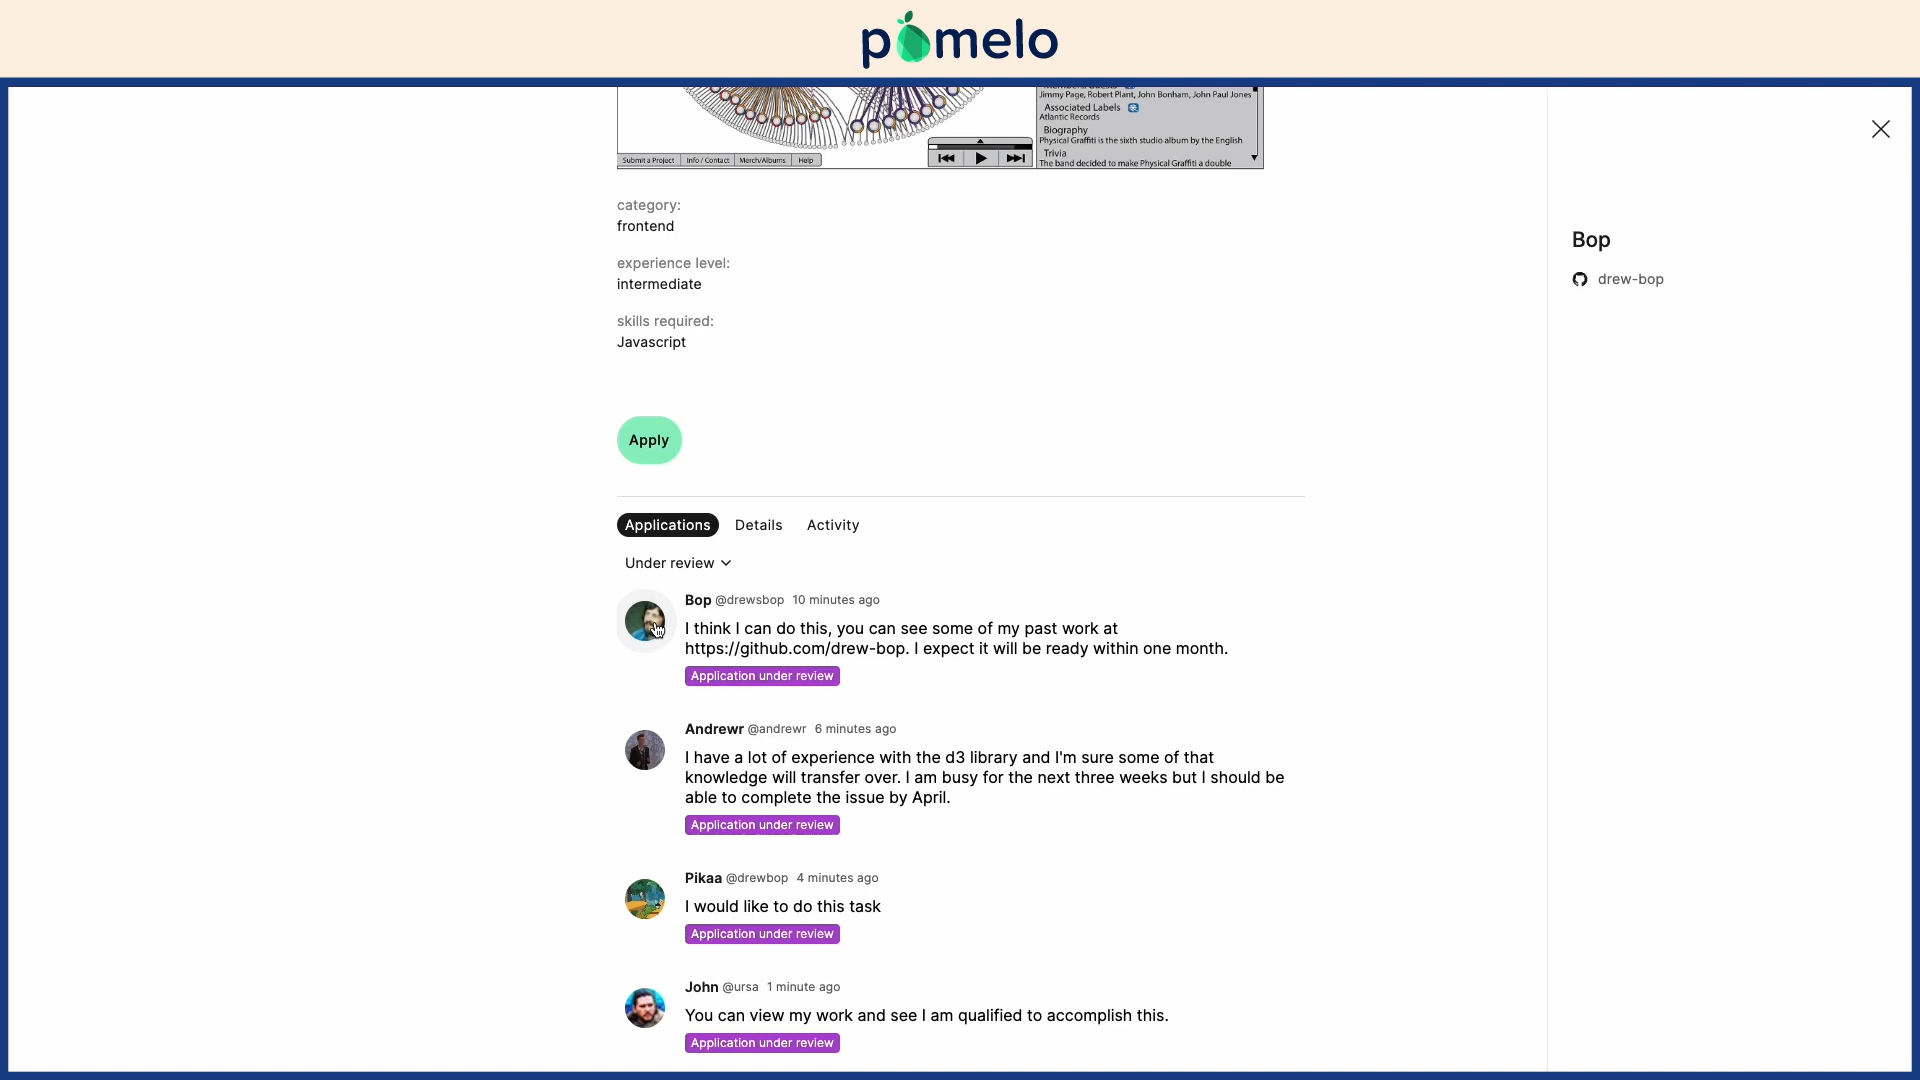 pomelo
Members/Guests
Jimmy Page, Robert Plant, John Bonham, John Paul Jones
Associated Labels
Atlantic Records
Biography
Physical Graffiti is the sixth studio album by the English
Trivia
The band decided to make Physical Graffiti a double
Submit a Project
Info / Contact
Merch/Albums
Help
category:
frontend
experience level:
intermediate
skills required:
Javascript
Apply
Applications
Details
Activity
Under review
Bop @drewsbop 10 minutes ago
I think I can do this, you can see some of my past work at
https://github.com/drew-bop. I expect it will be ready within one month.
Application under review
Andrewr @andrewr 6 minutes ago
I have a lot of experience with the d3 library and I'm sure some of that
knowledge will transfer over. I am busy for the next three weeks but I should be
able to complete the issue by April.
Application under review
Pikaa @drewbop 4 minutes ago
I would like to do this task
Application under review
John @ursa 1 minute ago
You can view my work and see I am qualified to accomplish this.
Application under review
Bop
drew-bop